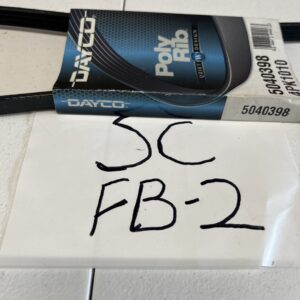 DAYCO
Poly
Rib
5040398
4PK1010
DAYCO
5040398
SC
FB-2